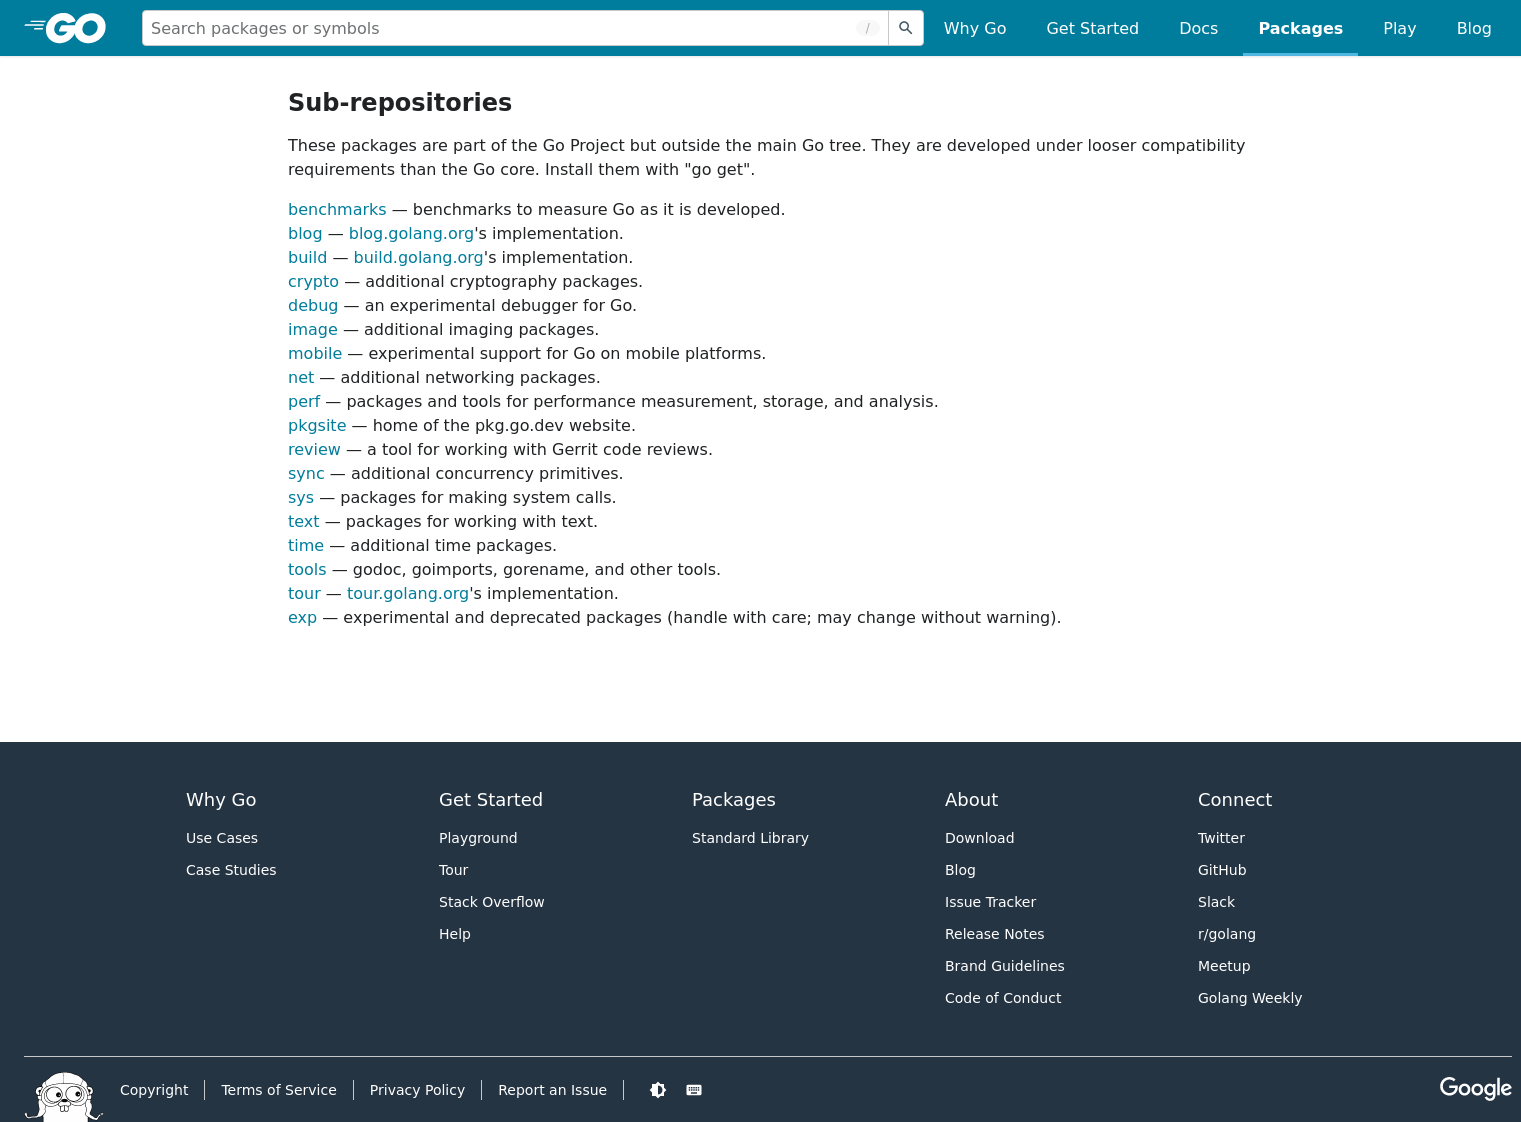 GO
Search packages or symbols /
Why Go
Get Started
Docs
Packages
Play
Blog
Sub-repositories
These packages are part of the Go Project but outside the main Go tree. They are developed under looser compatibility
requirements than the Go core. Install them with "go get".
benchmarks — benchmarks to measure Go as it is developed.
blog — blog.golang.org's implementation.
build — build.golang.org's implementation.
crypto — additional cryptography packages.
debug — an experimental debugger for Go.
image — additional imaging packages.
mobile — experimental support for Go on mobile platforms.
net — additional networking packages.
perf — packages and tools for performance measurement, storage, and analysis.
pkgsite — home of the pkg.go.dev website.
review — a tool for working with Gerrit code reviews.
sync — additional concurrency primitives.
sys — packages for making system calls.
text — packages for working with text.
time — additional time packages.
tools — godoc, goimports, gorename, and other tools.
tour — tour.golang.org's implementation.
exp — experimental and deprecated packages (handle with care; may change without warning).
Why Go
Use Cases
Case Studies
Get Started
Playground
Tour
Stack Overflow
Help
Packages
Standard Library
About
Download
Blog
Issue Tracker
Release Notes
Brand Guidelines
Code of Conduct
Connect
Twitter
GitHub
Slack
r/golang
Meetup
Golang Weekly
Copyright
Terms of Service
Privacy Policy
Report an Issue
Google